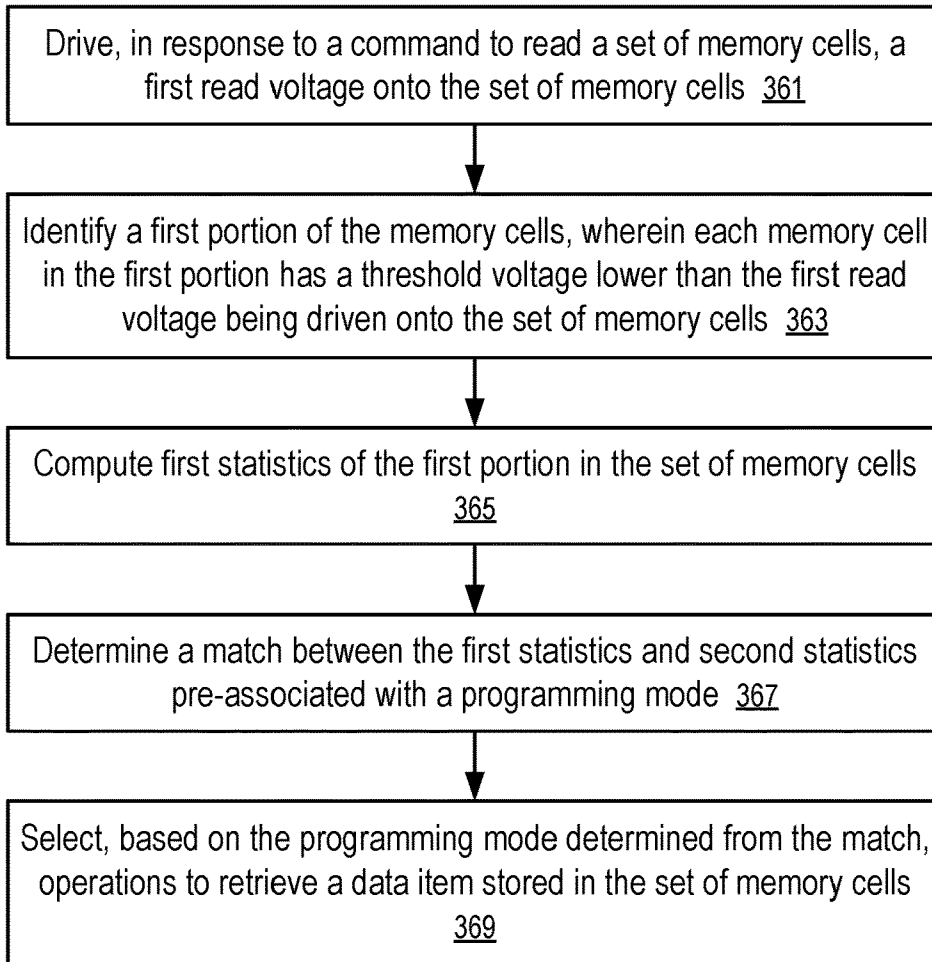 Drive, in response to a command to read a set of memory cells, a
first read voltage onto the set of memory cells 361
Identify a first portion of the memory cells, wherein each memory cell
in the first portion has a threshold voltage lower than the first read
voltage being driven onto the set of memory cells 363
Compute first statistics of the first portion in the set of memory cells
365
Determine a match between the first statistics and second statistics
pre-associated with a programming mode 367
Select, based on the programming mode determined from the match,
operations to retrieve a data item stored in the set of memory cells
369